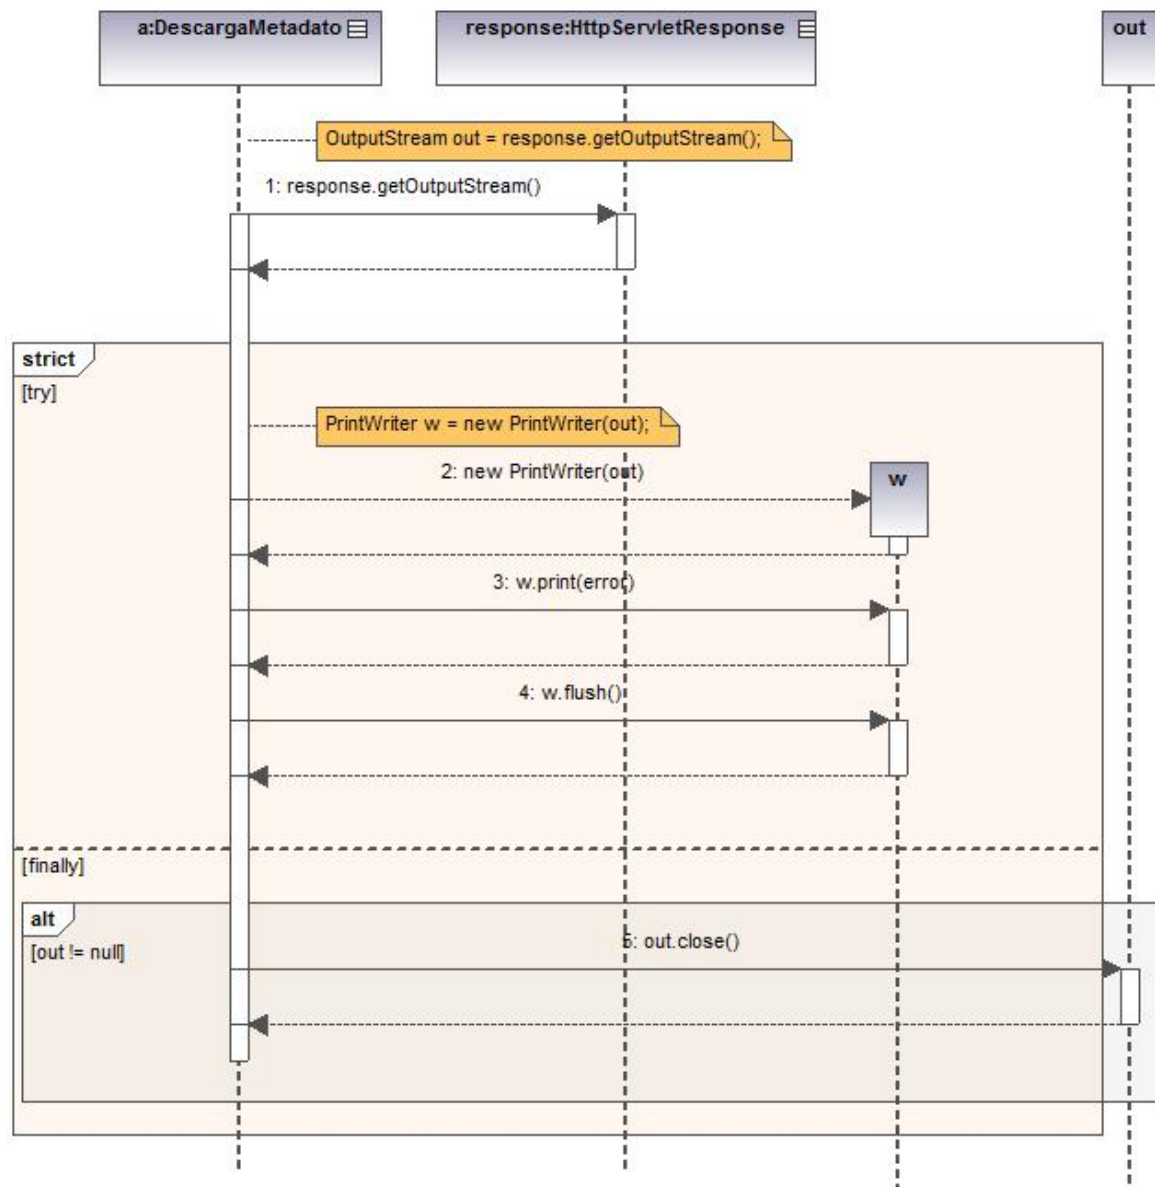 a:DescargaMetadato
response:HttpServletResponse
out
OutputStream out = response.getOutputStream();
1: response.getOutputStream()
strict
[try]
PrintWriter w = new PrintWriter(out);
2: new PrintWriter(out)
w
3: w.print(error)
4: w.flush()
[finally]
alt
[out != null]
5: out.close()